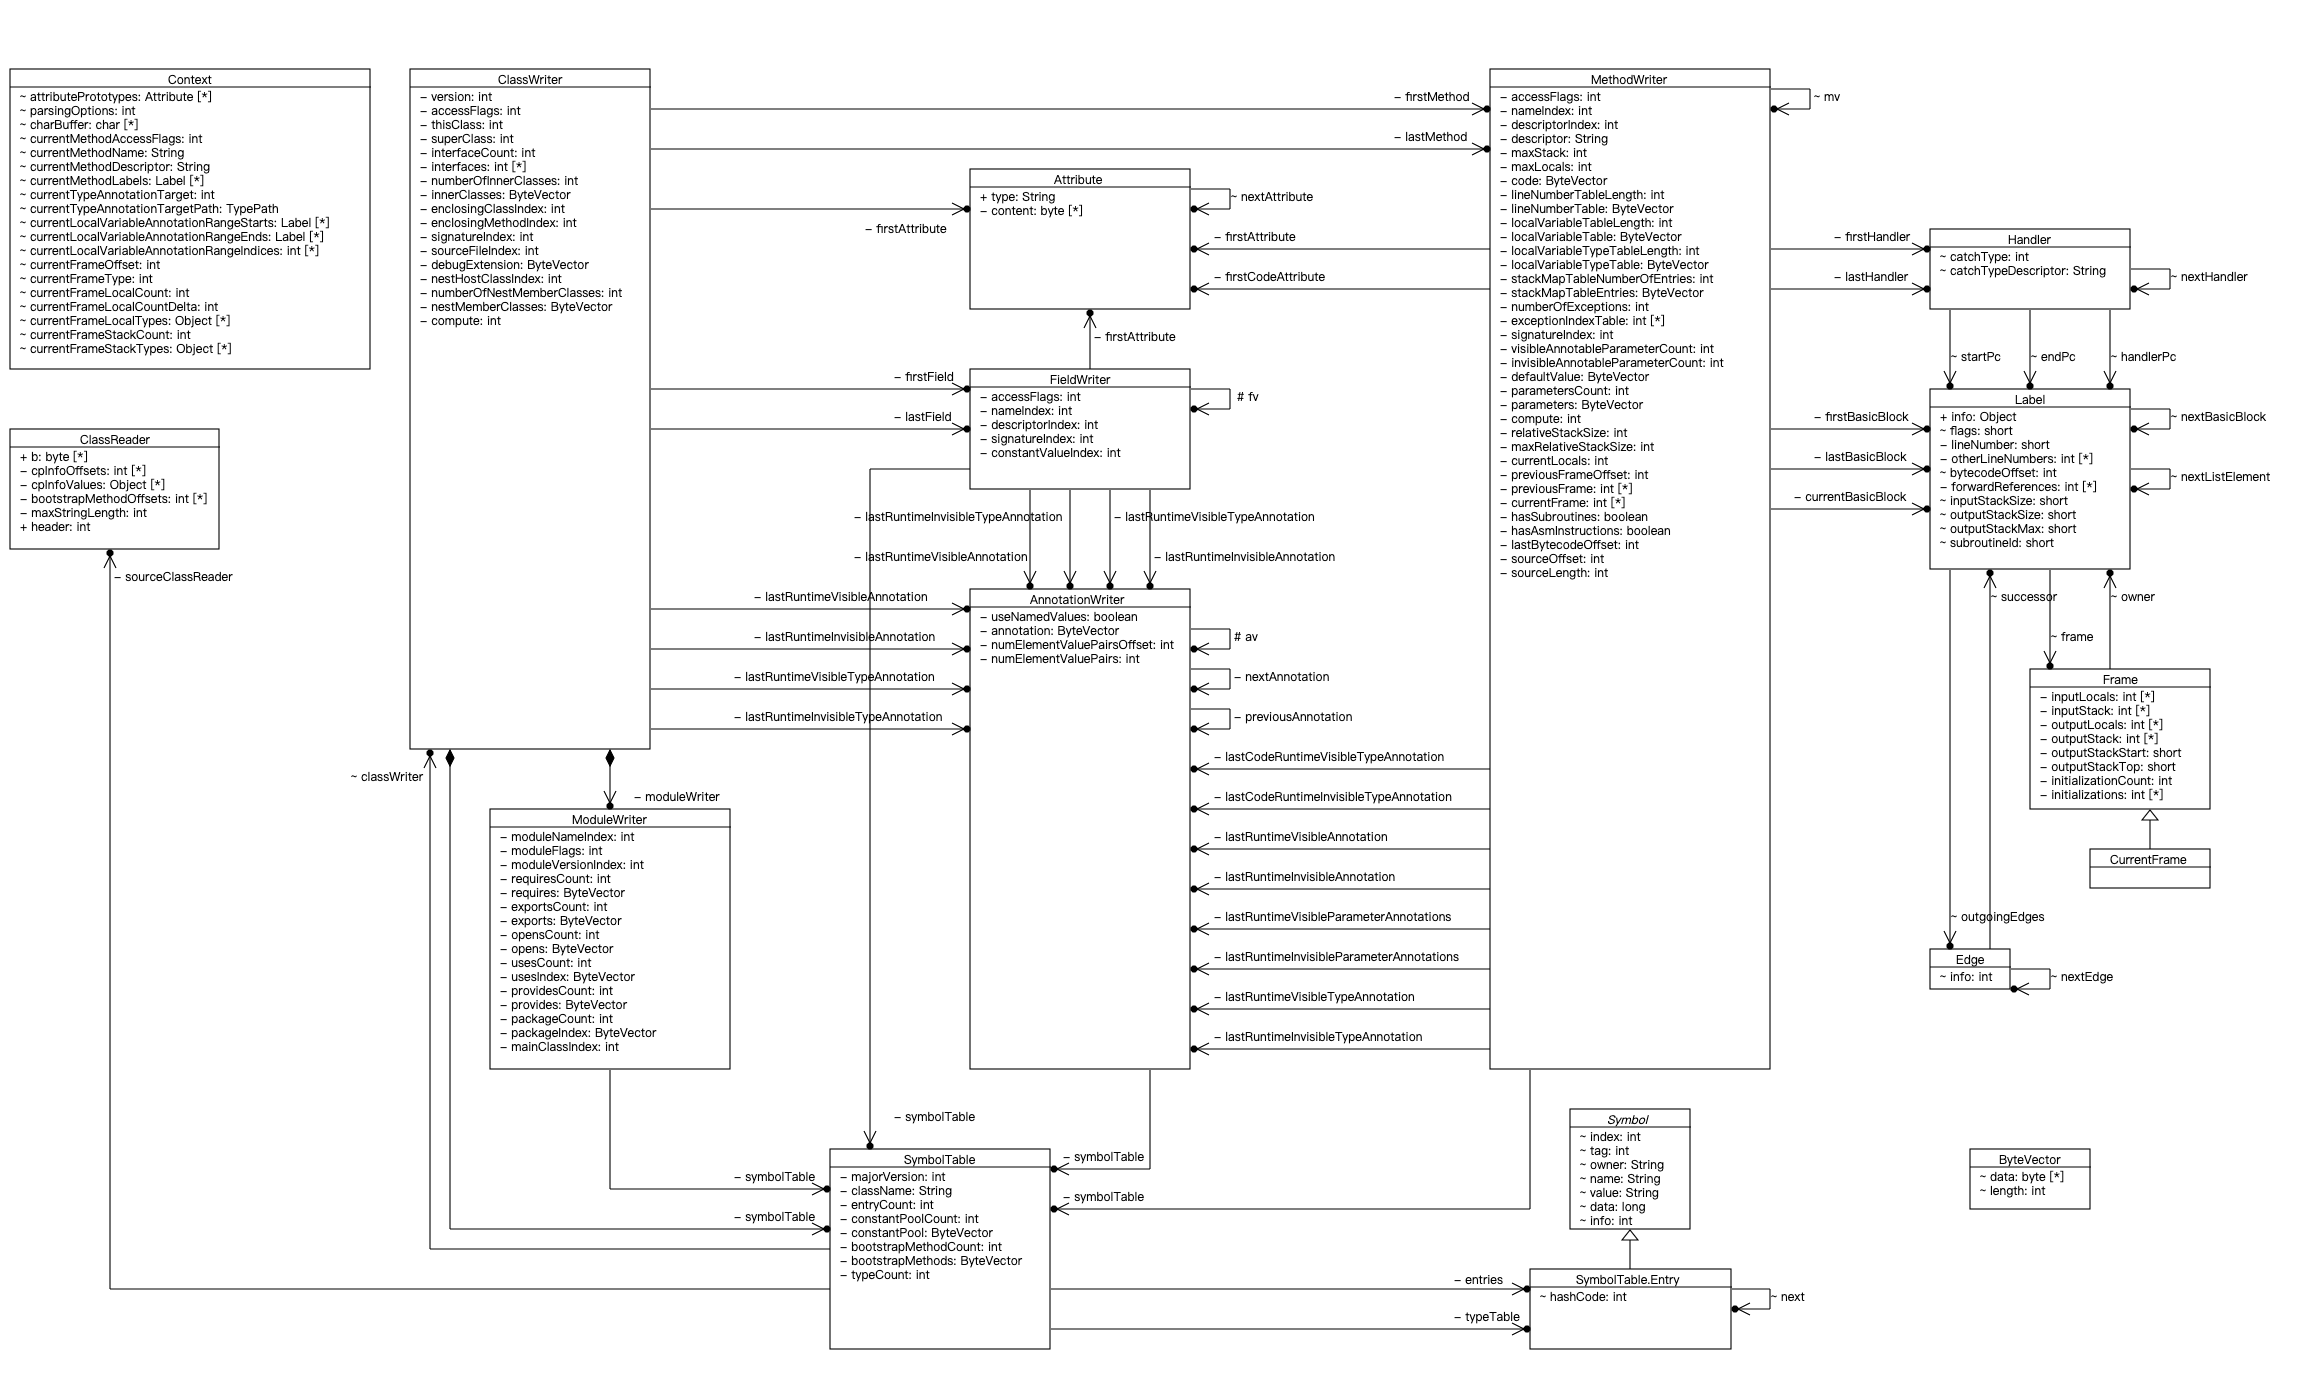 Context
~ attributePrototypes: Attribute [*]
~ parsingOptions: int
~ charBuffer: char [*]
~ currentMethodAccessFlags: int
~ currentMethodName: String
~ currentMethodDescriptor: String
~ currentMethodLabels: Label [*]
~ currentTypeAnnotationTarget: int
~ currentTypeAnnotationTargetPath: TypePath
~ currentLocalVariableAnnotationRangeStarts: Label [*]
~ currentLocalVariableAnnotationRangeEnds: Label [*]
~ currentLocalVariableAnnotationRangeIndices: int [*]
~ currentFrameOffset: int
~ currentFrameType: int
~ currentFrameLocalCount: int
~ currentFrameLocalCountDelta: int
~ currentFrameLocalTypes: Object [*]
~ currentFrameStackCount: int
~ currentFrameStackTypes: Object [*]
ClassReader
+ b: byte [*]
– cpInfoOffsets: int [*]
– cpInfoValues: Object [*]
– bootstrapMethodOffsets: int [*]
– maxStringLength: int
+ header: int
– sourceClassReader
ClassWriter
– version: int
– accessFlags: int
– thisClass: int
– superClass: int
– interfaceCount: int
– interfaces: int [*]
– numberOfInnerClasses: int
– innerClasses: ByteVector
– enclosingClassIndex: int
– enclosingMethodIndex: int
– signatureIndex: int
– sourceFileIndex: int
– debugExtension: ByteVector
– nestHostClassIndex: int
– numberOfNestMemberClasses: int
– nestMemberClasses: ByteVector
– compute: int
– firstMethod
– lastMethod
– firstAttribute
– firstField
– lastField
– lastRuntimeVisibleAnnotation
– lastRuntimeInvisibleAnnotation
– lastRuntimeVisibleTypeAnnotation
– lastRuntimeInvisibleTypeAnnotation
~ classWriter
– moduleWriter
ModuleWriter
– moduleNameIndex: int
– moduleFlags: int
– moduleVersionIndex: int
– requiresCount: int
– requires: ByteVector
– exportsCount: int
– exports: ByteVector
– opensCount: int
– opens: ByteVector
– usesCount: int
– usesIndex: ByteVector
– providesCount: int
– provides: ByteVector
– packageCount: int
– packageIndex: ByteVector
– mainClassIndex: int
– symbolTable
– symbolTable
Attribute
+ type: String
– content: byte [*]
~ nextAttribute
– firstAttribute
– firstCodeAttribute
– firstAttribute
FieldWriter
– accessFlags: int
– nameIndex: int
– descriptorIndex: int
– signatureIndex: int
– constantValueIndex: int
# fv
– lastRuntimeInvisibleTypeAnnotation
– lastRuntimeVisibleTypeAnnotation
– lastRuntimeVisibleAnnotation
– lastRuntimeInvisibleAnnotation
AnnotationWriter
– useNamedValues: boolean
– annotation: ByteVector
– numElementValuePairsOffset: int
– numElementValuePairs: int
# av
– nextAnnotation
– previousAnnotation
– lastCodeRuntimeVisibleTypeAnnotation
– lastCodeRuntimeInvisibleTypeAnnotation
– lastRuntimeVisibleAnnotation
– lastRuntimeInvisibleAnnotation
– lastRuntimeVisibleParameterAnnotations
– lastRuntimeInvisibleParameterAnnotations
– lastRuntimeVisibleTypeAnnotation
– lastRuntimeInvisibleTypeAnnotation
– symbolTable
– symbolTable
– symbolTable
SymbolTable
– majorVersion: int
– className: String
– entryCount: int
– constantPoolCount: int
– constantPool: ByteVector
– bootstrapMethodCount: int
– bootstrapMethods: ByteVector
– typeCount: int
– entries
– typeTable
MethodWriter
– accessFlags: int
– nameIndex: int
– descriptorIndex: int
– descriptor: String
– maxStack: int
– maxLocals: int
– code: ByteVector
– lineNumberTableLength: int
– lineNumberTable: ByteVector
– localVariableTableLength: int
– localVariableTable: ByteVector
– localVariableTypeTableLength: int
– localVariableTypeTable: ByteVector
– stackMapTableNumberOfEntries: int
– stackMapTableEntries: ByteVector
– numberOfExceptions: int
– exceptionIndexTable: int [*]
– signatureIndex: int
– visibleAnnotableParameterCount: int
– invisibleAnnotableParameterCount: int
– defaultValue: ByteVector
– parametersCount: int
– parameters: ByteVector
– compute: int
– relativeStackSize: int
– maxRelativeStackSize: int
– currentLocals: int
– previousFrameOffset: int
– previousFrame: int [*]
– currentFrame: int [*]
– hasSubroutines: boolean
– hasAsmInstructions: boolean
– lastBytecodeOffset: int
– sourceOffset: int
– sourceLength: int
~ mv
– firstHandler
– lastHandler
– firstBasicBlock
– lastBasicBlock
– currentBasicBlock
Handler
~ catchType: int
~ catchTypeDescriptor: String
~ nextHandler
~ startPc
~ endPc
~ handlerPc
Label
+ info: Object
~ flags: short
– lineNumber: short
– otherLineNumbers: int [*]
~ bytecodeOffset: int
– forwardReferences: int [*]
~ inputStackSize: short
~ outputStackSize: short
~ outputStackMax: short
~ subroutineId: short
~ nextBasicBlock
~ nextListElement
~ successor
~ owner
~ frame
Frame
– inputLocals: int [*]
– inputStack: int [*]
– outputLocals: int [*]
– outputStack: int [*]
– outputStackStart: short
– outputStackTop: short
– initializationCount: int
– initializations: int [*]
CurrentFrame
~ outgoingEdges
Edge
~ info: int
~ nextEdge
Symbol
~ index: int
~ tag: int
~ owner: String
~ name: String
~ value: String
~ data: long
~ info: int
SymbolTable.Entry
~ hashCode: int
~ next
ByteVector
~ data: byte [*]
~ length: int